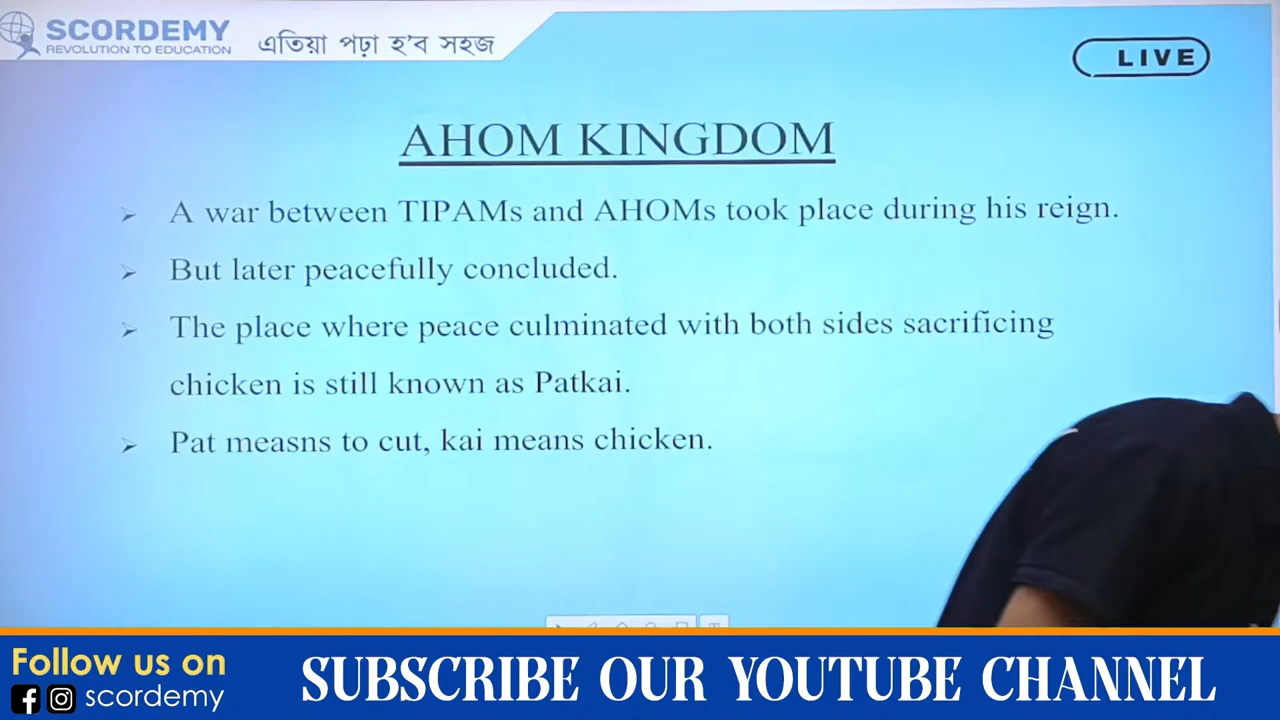 SCORDEMY
REVOLUTION TO EDUCATION
এতিয়া পঢ়া হ'ব সহজ
LIVE
AHOM KINGDOM
➢ A war between TIPAMs and AHOMs took place during his reign.
➢ But later peacefully concluded.
➢ The place where peace culminated with both sides sacrificing
chicken is still known as Patkai.
➢ Pat measns to cut, kai means chicken.
Follow us on
scordemy
SUBSCRIBE OUR YOUTUBE CHANNEL